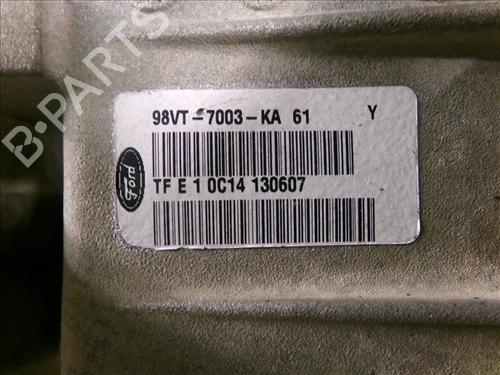 B-PARTS
98VT-7003-KA 61 Y
Ford
TF E 1 0C14 130607